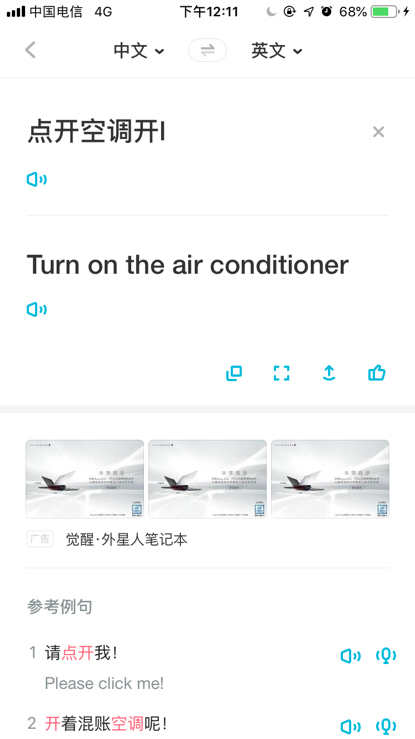 中国电信 4G 下午12:11 68%
中文 英文
点开空调开l
Turn on the air conditioner
广告 觉醒·外星人笔记本
参考例句
1 请点开我!
Please click me!
2 开着混账空调呢!